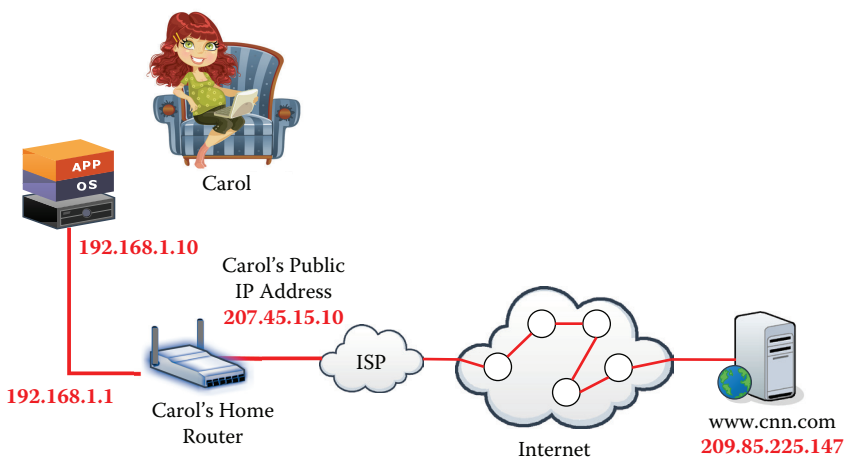 Carol
APP
OS
192.168.1.10
Carol’s Public
IP Address
207.45.15.10
ISP
192.168.1.1
Carol’s Home
Router
Internet
www.cnn.com
209.85.225.147